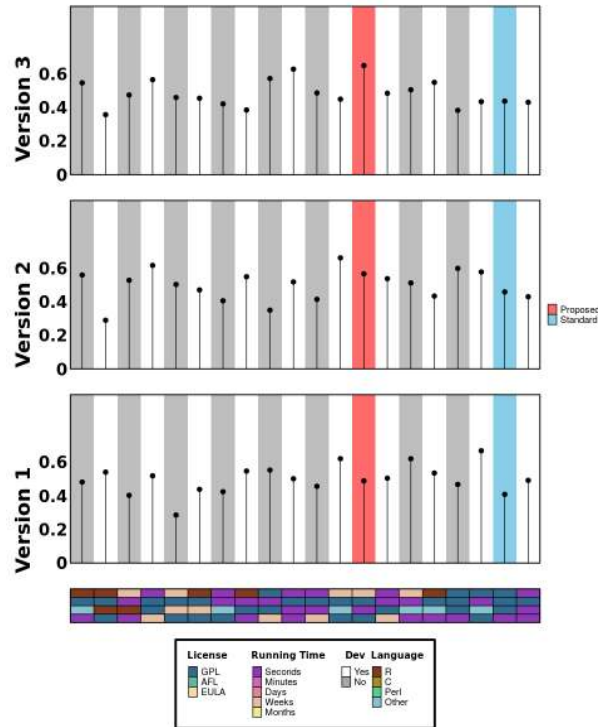 Version 3
0.6
0.4
0.2
0
Version 2
0.6
0.4
0.2
0
Proposed
Standard
Version 1
0.6
0.4
0.2
0
License Running Time Dev Language
GPL Seconds Yes R
AFL Minutes No C
EULA Days Perl
Weeks Other
Months